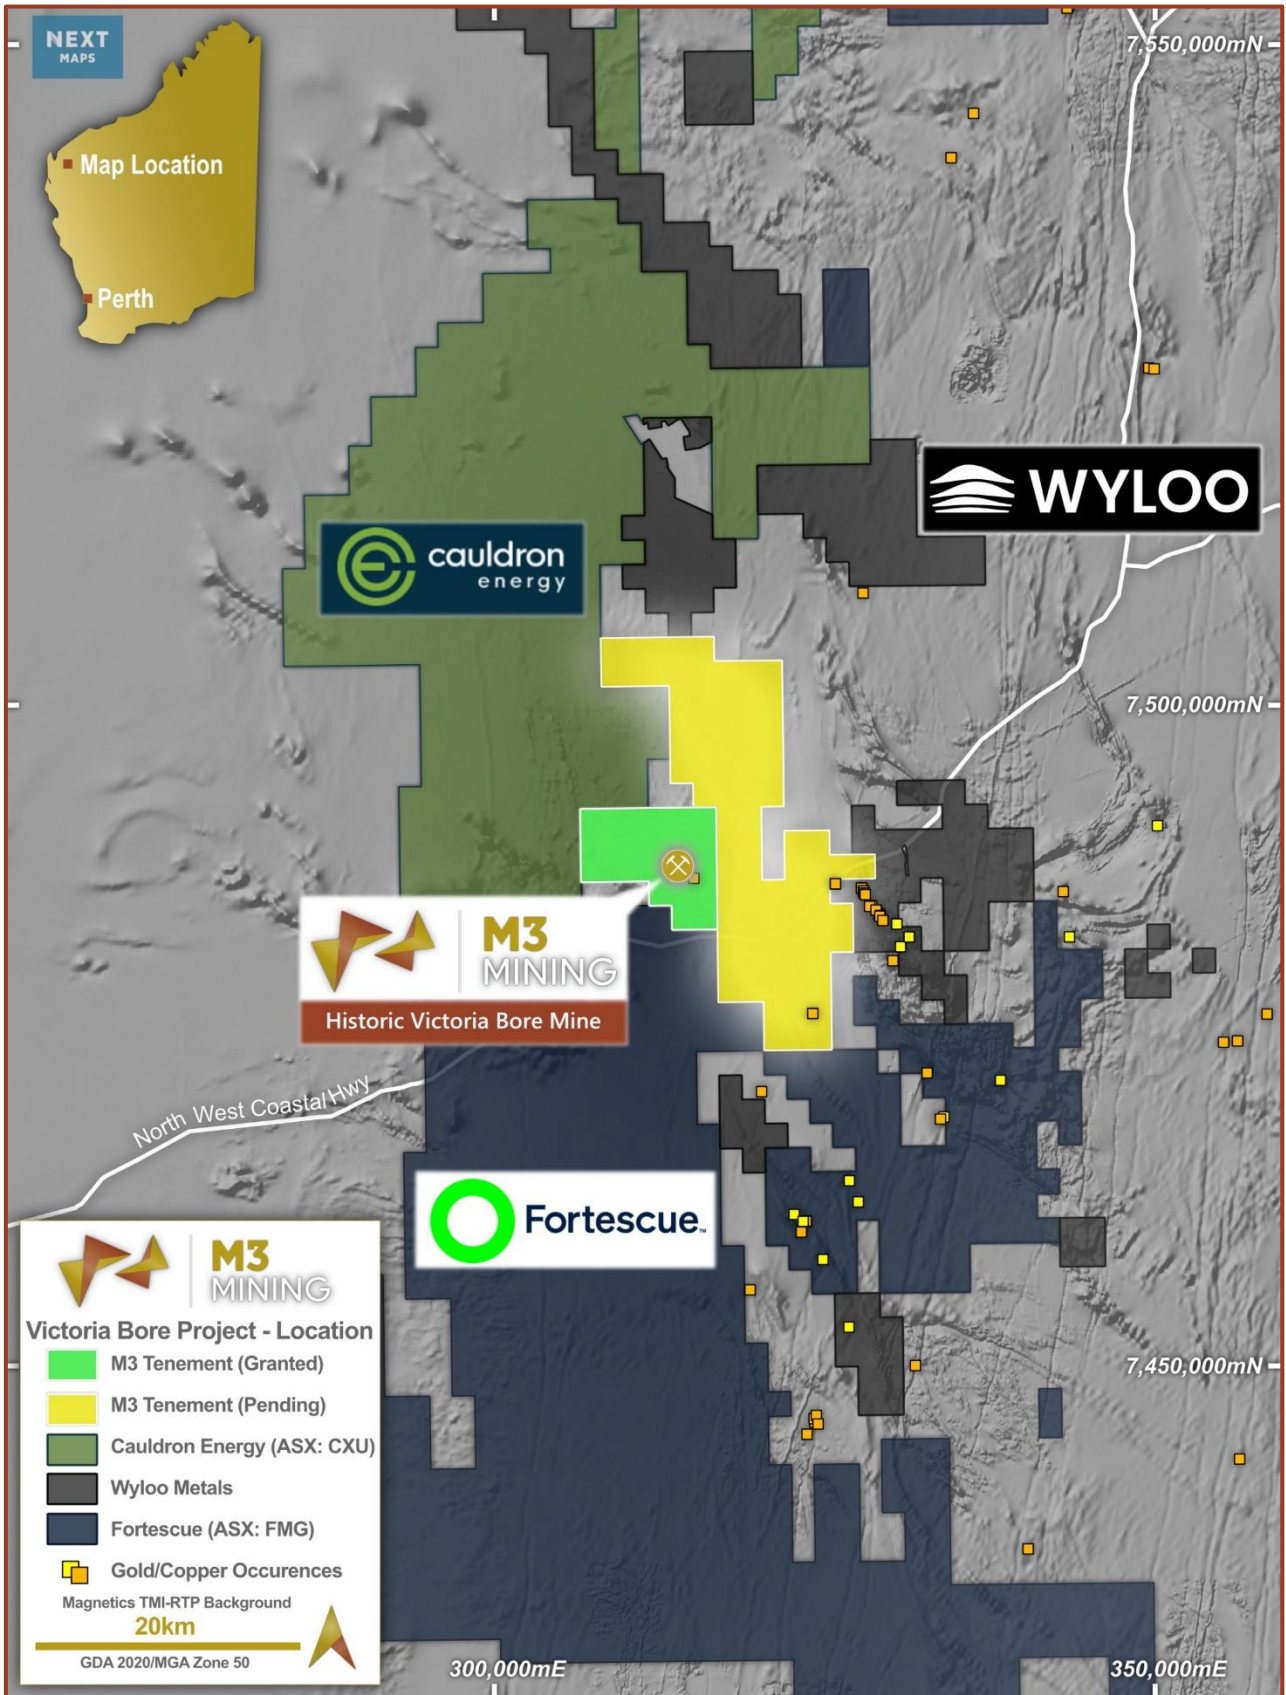 NEXT
MAPS
Map Location
Perth
7,550,000mN
WYLOO
cauldron
energy
7,500,000mN
M3
MINING
Historic Victoria Bore Mine
North West Coastal Hwy
Fortescue™
M3
MINING
Victoria Bore Project - Location
M3 Tenement (Granted)
M3 Tenement (Pending)
Cauldron Energy (ASX: CXU)
Wyloo Metals
Fortescue (ASX: FMG)
Gold/Copper Occurences
Magnetics TMI-RTP Background
20km
GDA 2020/MGA Zone 50
7,450,000mN
300,000mE
350,000mE